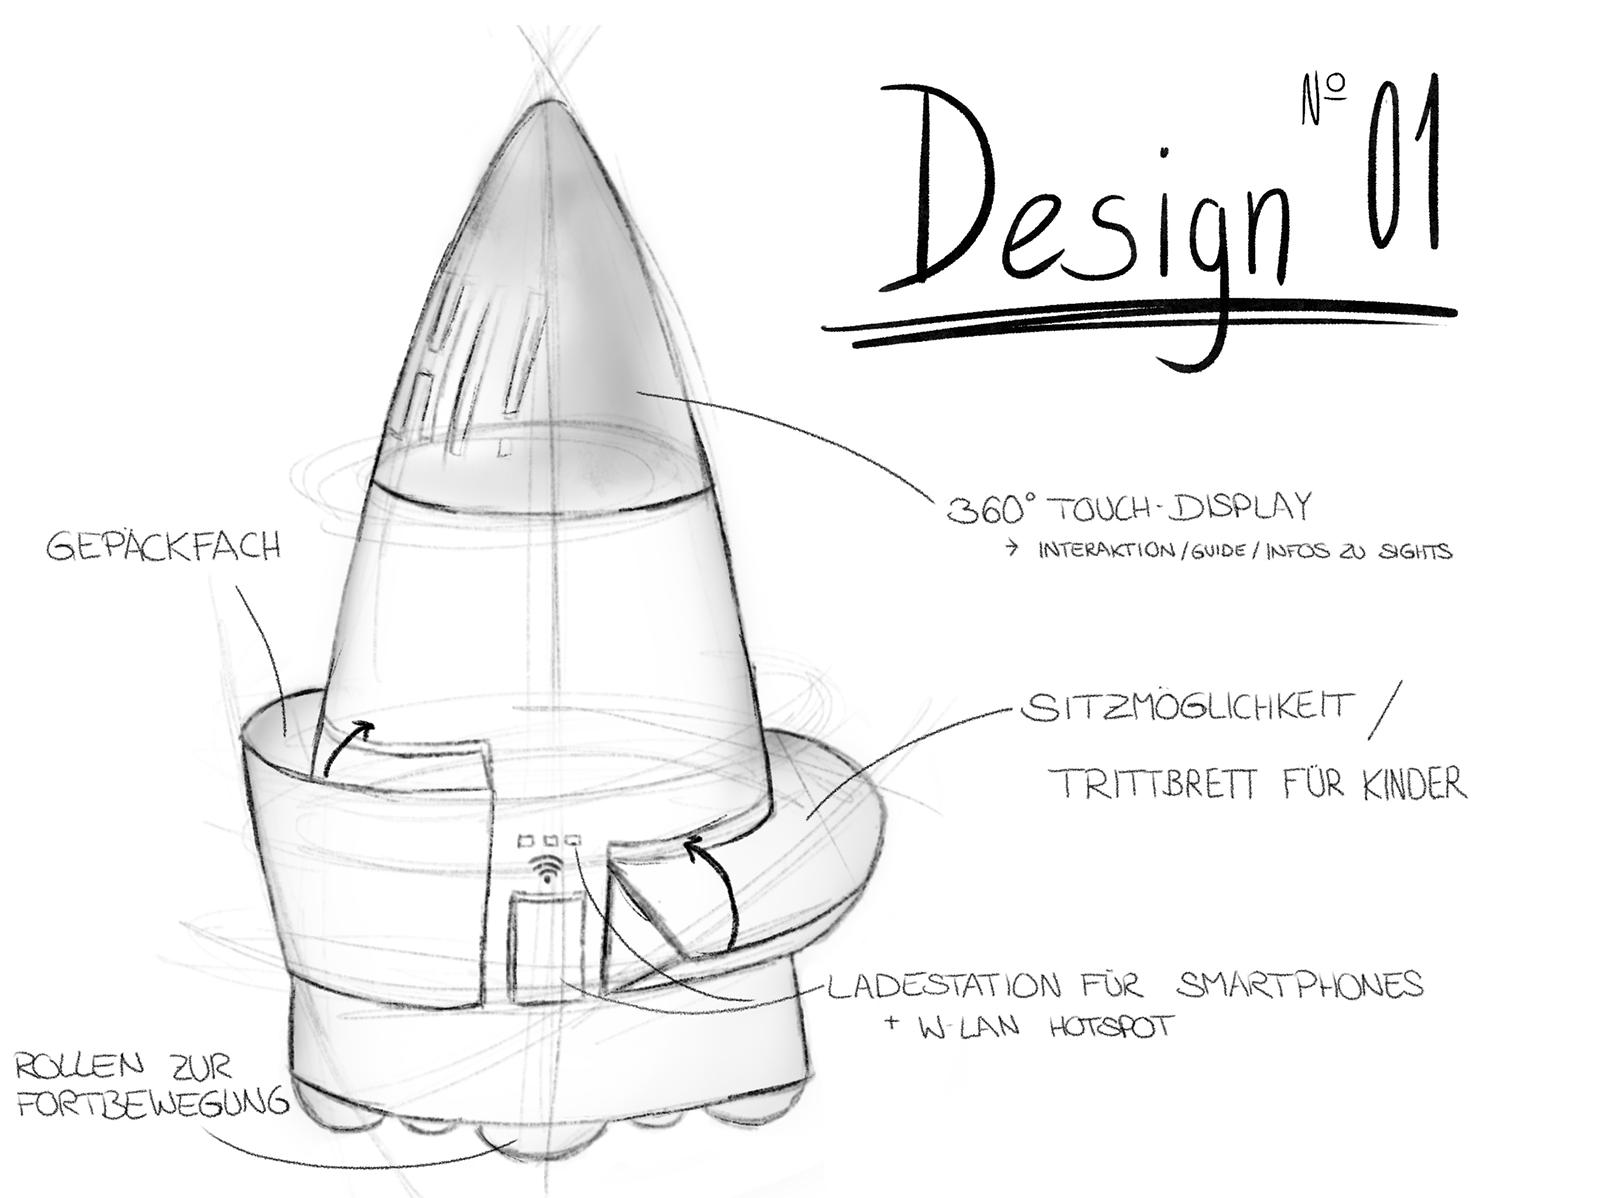 Design Nº 01
360° TOUCH-DISPLAY
→ INTERAKTION/GUIDE/INFOS ZU SIGHTS
GEPÄCKFACH
SITZMÖGLICHKEIT /
TRITTBRETT FÜR KINDER
LADESTATION FÜR SMARTPHONES
+ W-LAN HOTSPOT
ROLLEN ZUR
FORTBEWEGUNG